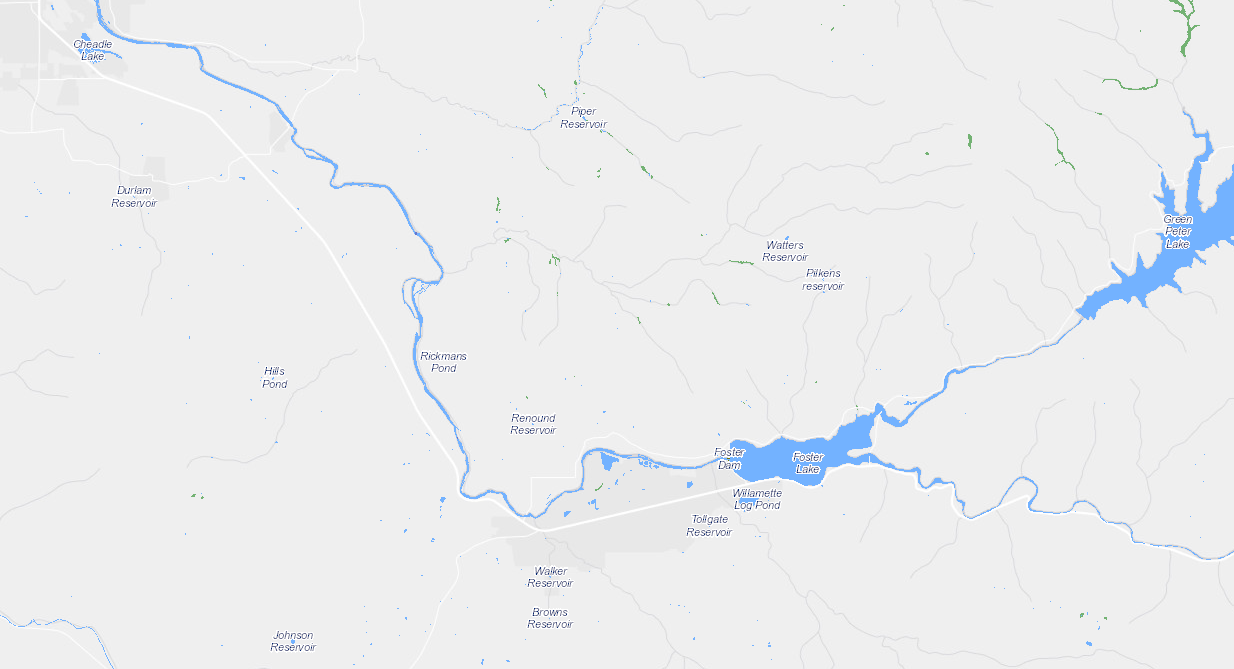 Cheadle
Lake
Piper
Reservoir
Durlam
Reservoir
Green
Peter
Lake
Watters
Reservoir
Pilkens
reservoir
Rickmans
Pond
Hills
Pond
Renound
Reservoir
Foster
Dam
Foster
Lake
Willamette
Log Pond
Tollgate
Reservoir
Walker
Reservoir
Browns
Reservoir
Johnson
Reservoir